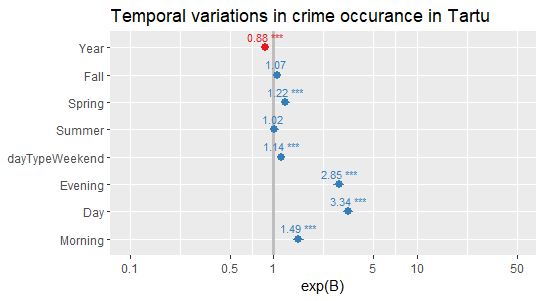 Temporal variations in crime occurance in Tartu
Year
0.88 ***
Fall
1.07
Spring
1.22 ***
Summer
1.02
dayTypeWeekend
1.14 ***
Evening
2.85 ***
Day
3.34 ***
Morning
1.49 ***
0.1 0.5 1 5 10 50
exp(B)